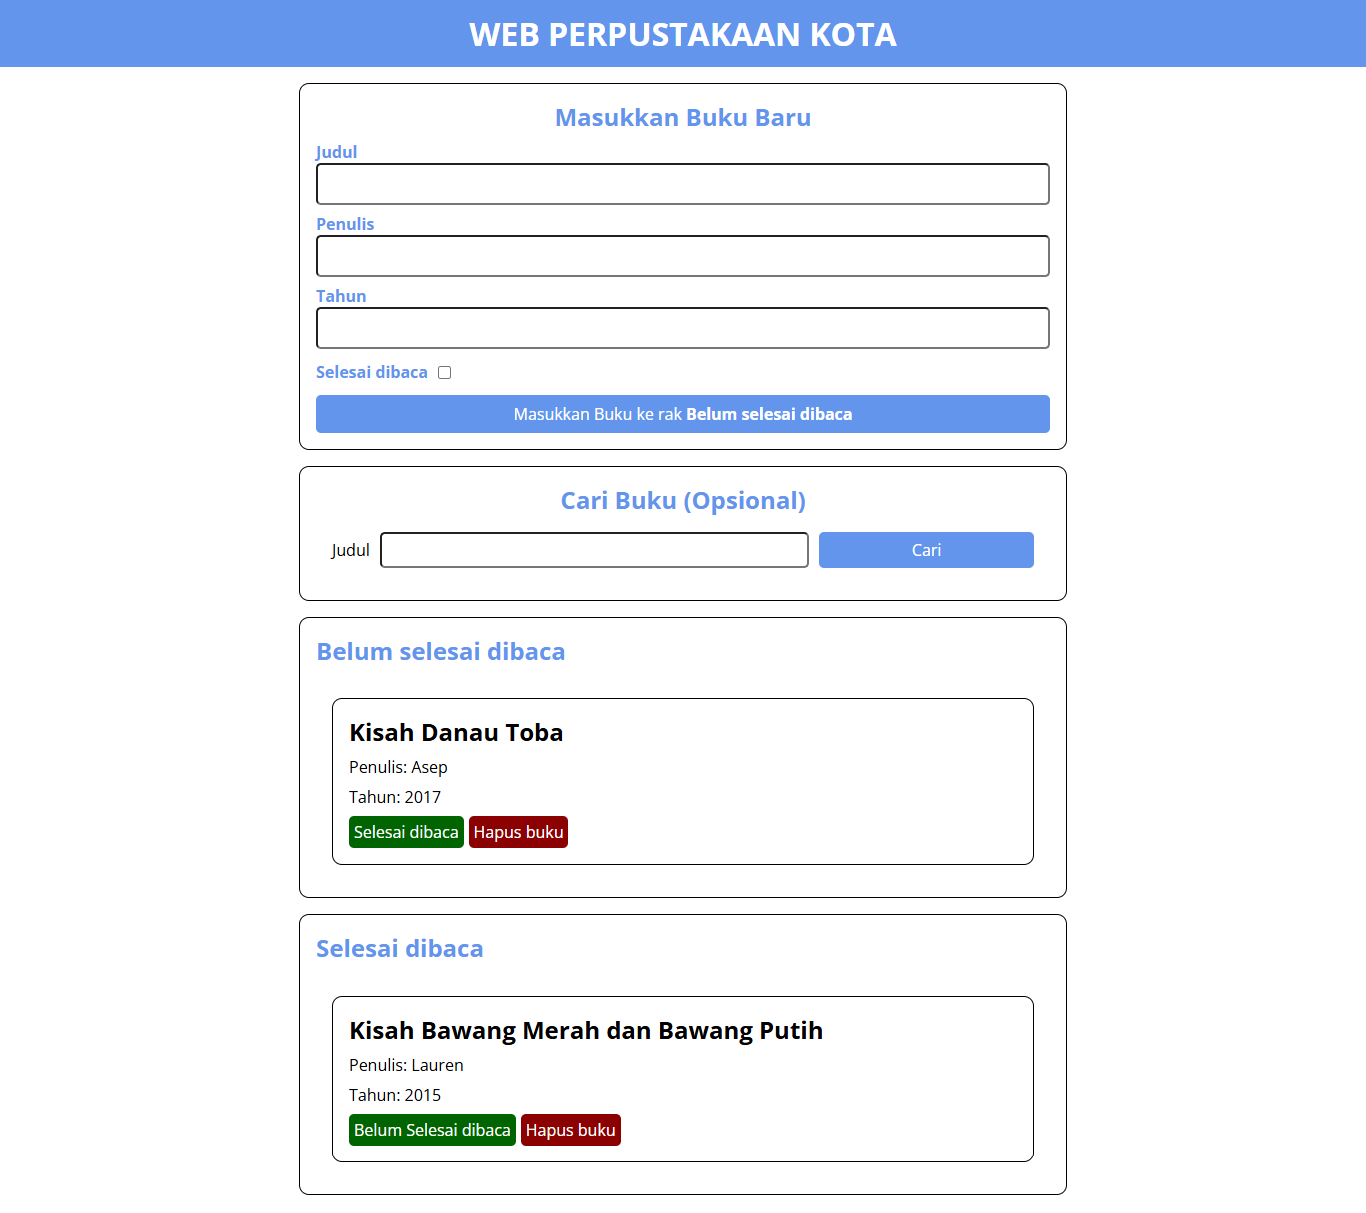 WEB PERPUSTAKAAN KOTA
Masukkan Buku Baru
Judul
Penulis
Tahun
Selesai dibaca
Masukkan Buku ke rak Belum selesai dibaca
Cari Buku (Opsional)
Judul Cari
Belum selesai dibaca
Kisah Danau Toba
Penulis: Asep
Tahun: 2017
Selesai dibaca Hapus buku
Selesai dibaca
Kisah Bawang Merah dan Bawang Putih
Penulis: Lauren
Tahun: 2015
Belum Selesai dibaca Hapus buku